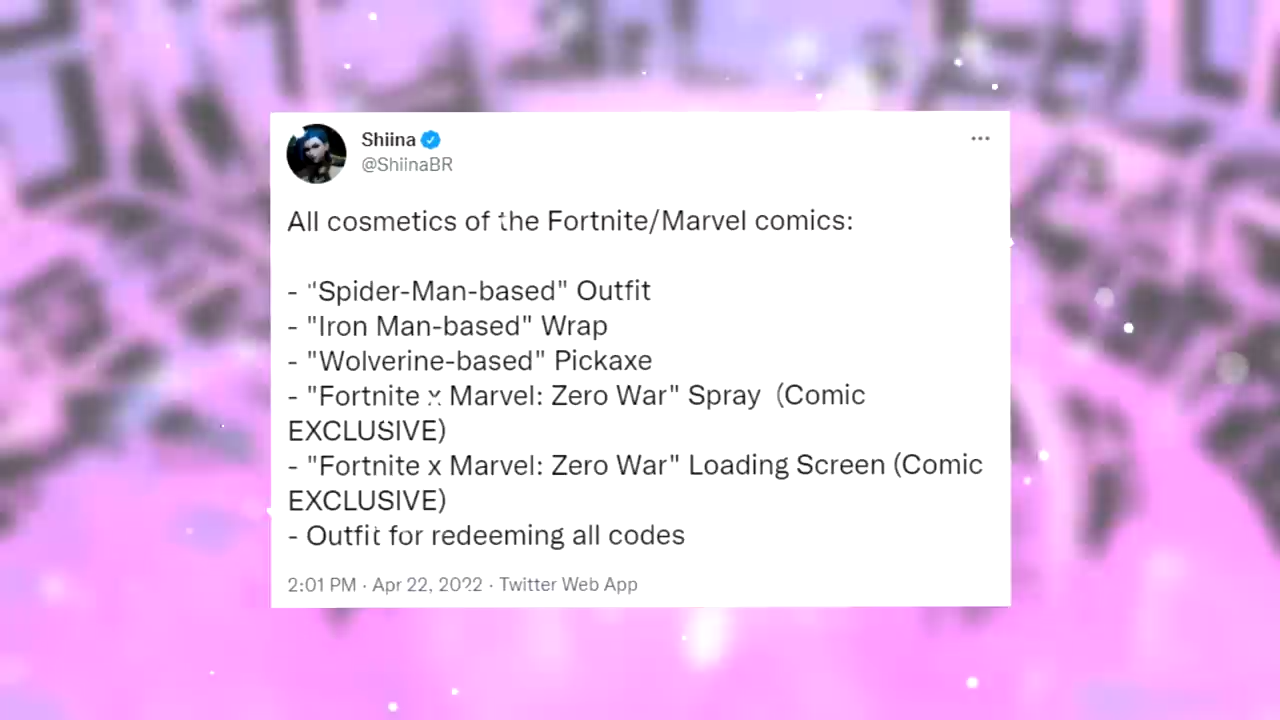 Shiina
@ShiinaBR
All cosmetics of the Fortnite/Marvel comics:
- "Spider-Man-based" Outfit
- "Iron Man-based" Wrap
- "Wolverine-based" Pickaxe
- "Fortnite x Marvel: Zero War" Spray (Comic
EXCLUSIVE)
- "Fortnite x Marvel: Zero War" Loading Screen (Comic
EXCLUSIVE)
- Outfit for redeeming all codes
2:01 PM · Apr 22, 2022 · Twitter Web App